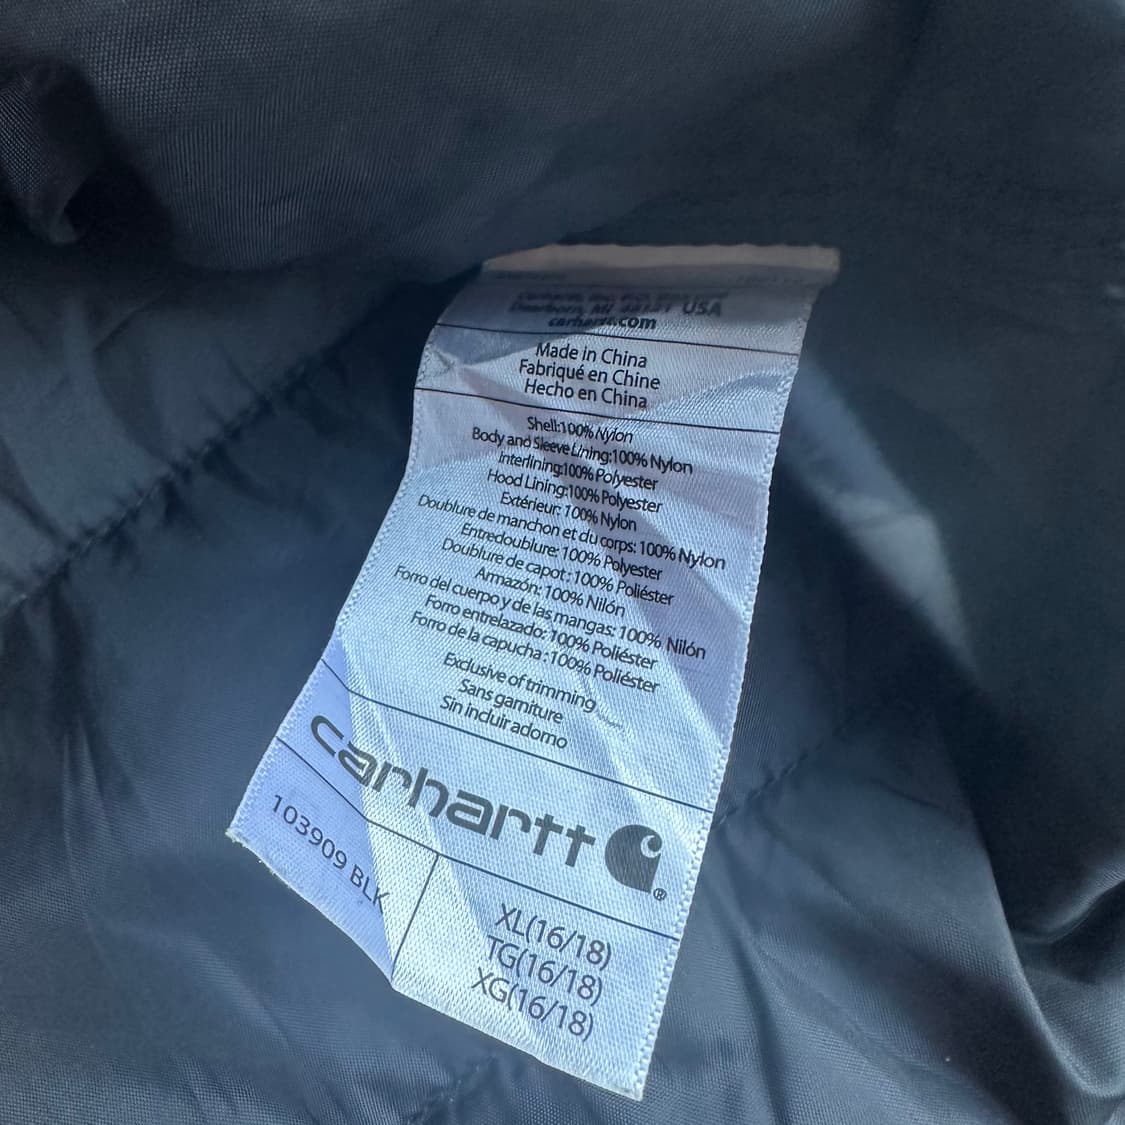 Dearborn, MI 48121 USA
carhartt.com
Made in China
Fabriqué en Chine
Hecho en China
Shell:100% Nylon
Body and Sleeve Lining:100% Nylon
Interlining:100% Polyester
Hood Lining:100% Polyester
Extérieur: 100% Nylon
Doublure de manchon et du corps: 100% Nylon
Entredoublure: 100% Polyester
Doublure de capot : 100% Poliéster
Armazón: 100% Nilón
Forro del cuerpo y de las mangas: 100% Nilón
Forro entrelazado: 100% Poliéster
Forro de la capucha :100% Poliéster
Exclusive of trimming
Sans garniture
Sin incluir adorno
carhartt ®
103909 BLK
XL(16/18)
TG(16/18)
XG(16/18)